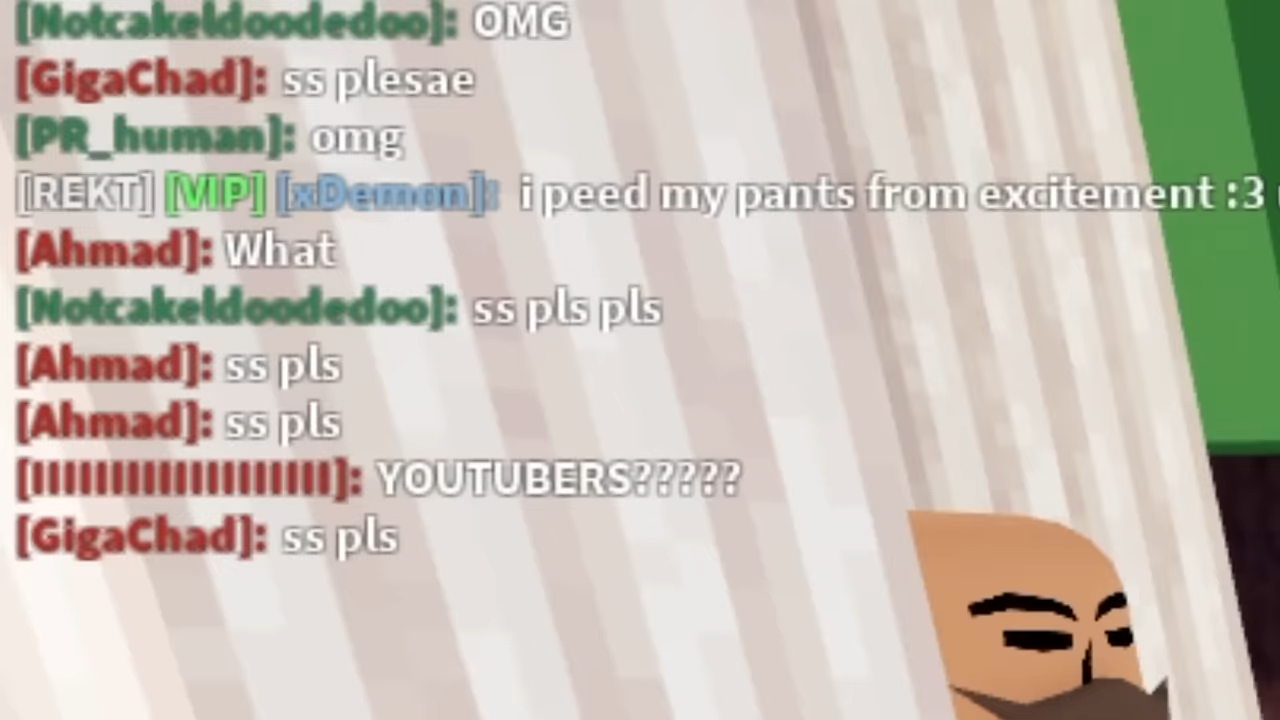 [Notcakeldoodedoo]: OMG
[GigaChad]: ss plesae
[PR_human]: omg
[REKT] [VIP] [xDemon]: i peed my pants from excitement :3
[Ahmad]: What
[Notcakeldoodedoo]: ss pls pls
[Ahmad]: ss pls
[Ahmad]: ss pls
[IIIIIIIIIIIIIIIIIII]: YOUTUBERS?????
[GigaChad]: ss pls